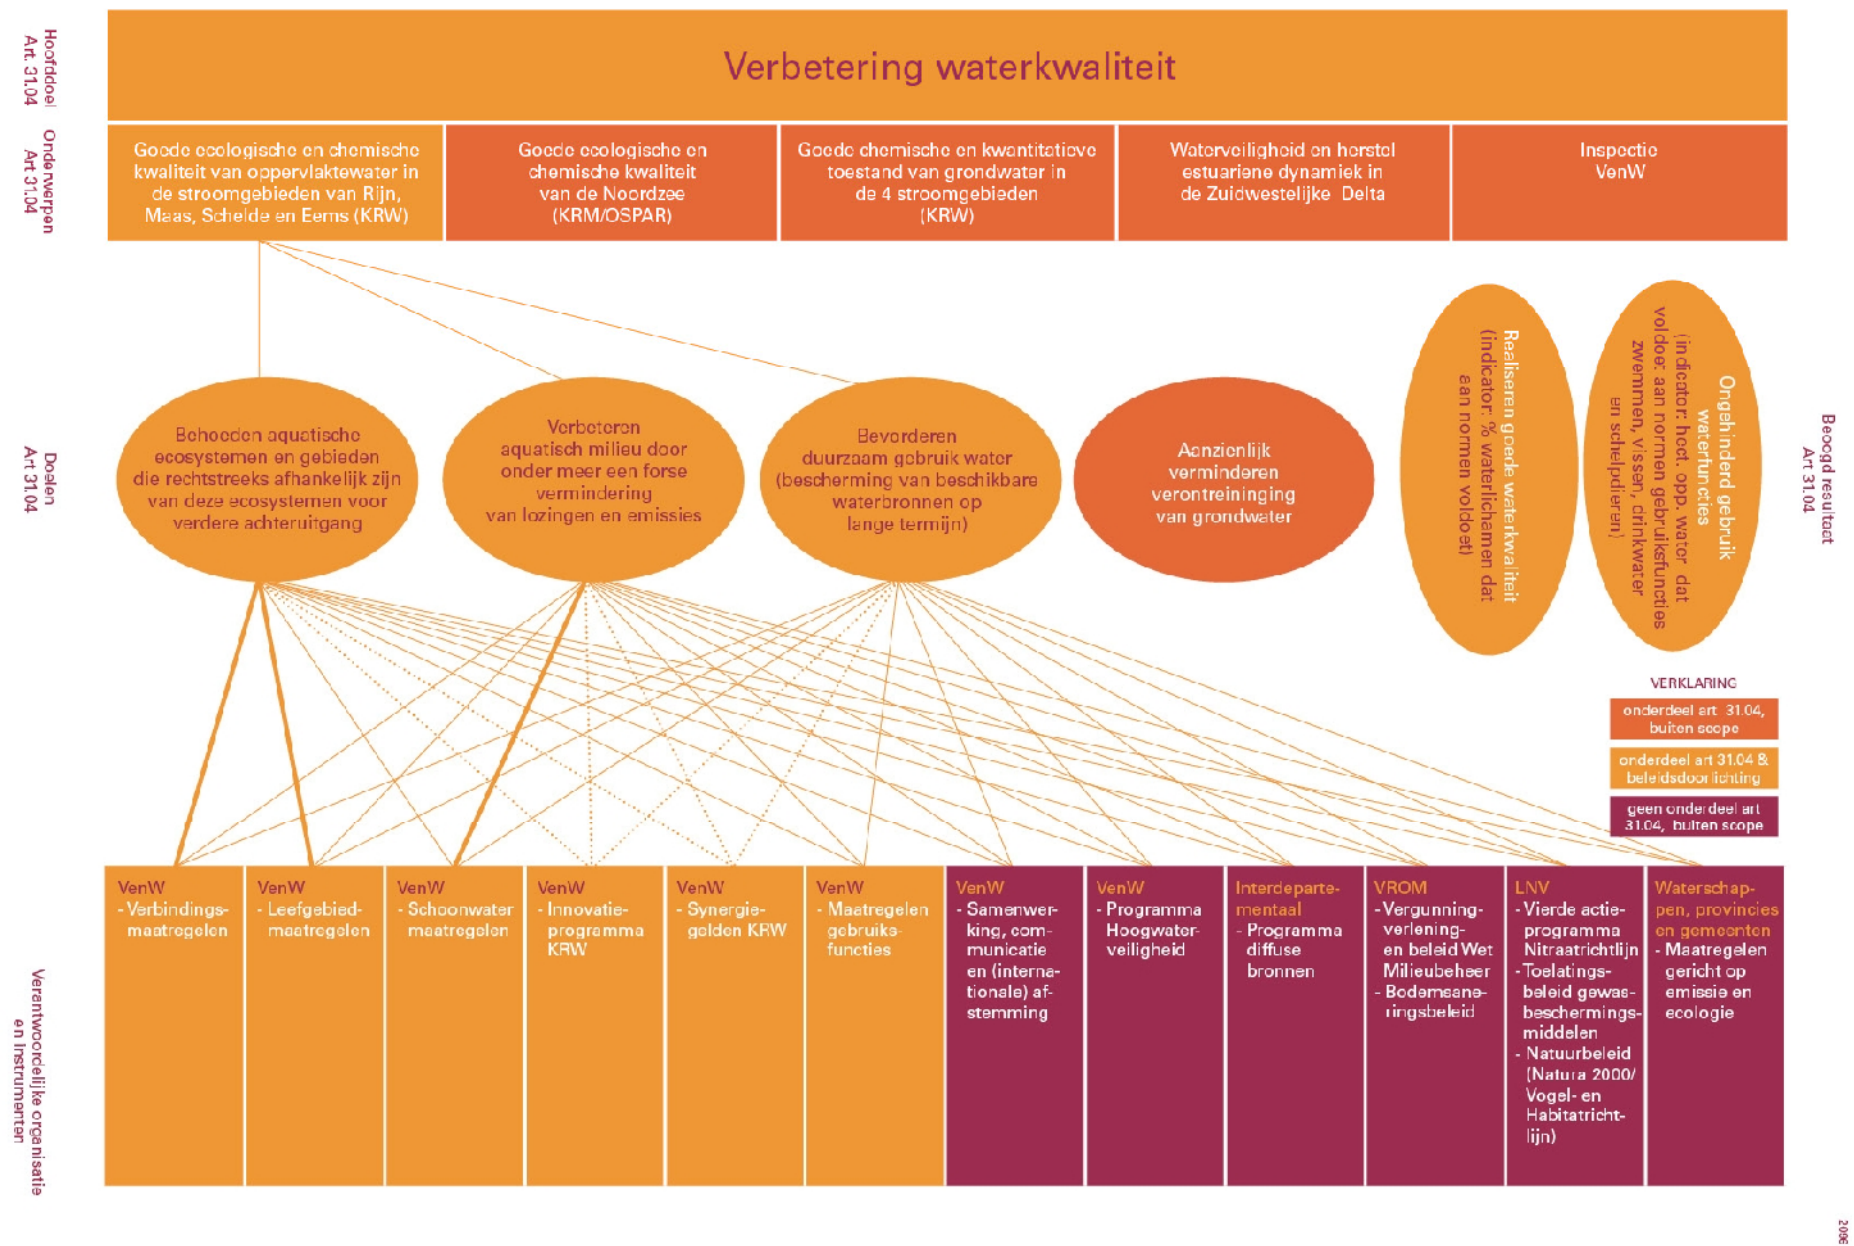 Hoofddoel
Art. 31.04
Verbetering waterkwaliteit
Onderwerpen
Art 31.04
Goede ecologische en chemische
kwaliteit van oppervlaktewater in
de stroomgebieden van Rijn,
Maas, Schelde en Eems (KRW)
Goede ecologische en
chemische kwaliteit
van de Noordzee
(KRM/OSPAR)
Goede chemische en kwantitatieve
toestand van grondwater in
de 4 stroomgebieden
(KRW)
Waterveiligheid en herstel
estuariene dynamiek in
de Zuidwestelijke Delta
Inspectie
VenW
Doelen
Art 31.04
Behoeden aquatische
ecosystemen en gebieden
die rechtstreeks afhankelijk zijn
van deze ecosystemen voor
verdere achteruitgang
Verbeteren
aquatisch milieu door
onder meer een forse
vermindering
van lozingen en emissies
Bevorderen
duurzaam gebruik water
(bescherming van beschikbare
waterbronnen op
lange termijn)
Aanzienlijk
verminderen
verontreininging
van grondwater
Realiseren goede waterkwaliteit
(indicator: % waterlichamen dat
aan normen voldoet)
Ongehinderd gebruik
waterfuncties
(indicator: hect. opp. water dat
voldoet aan normen gebruiksfuncties
zwemmen, vissen, drinkwater
en schelpdieren)
Beoogd resultaat
Art 31.04
VERKLARING
onderdeel art 31.04,
buiten scope
onderdeel art 31.04 &
beleidsdoorlichting
geen onderdeel art
31.04, buiten scope
Verantwoordelijke organisatie
en instrumenten
VenW
- Verbindings-
maatregelen
VenW
- Leefgebied-
maatregelen
VenW
- Schoonwater
maatregelen
VenW
- Innovatie-
programma
KRW
VenW
- Synergie-
gelden KRW
VenW
- Maatregelen
gebruiks-
functies
VenW
- Samenwer-
king, com-
municatie
en (interna-
tionale) af-
stemming
VenW
- Programma
Hoogwater-
veiligheid
Interdeparte-
mentaal
- Programma
diffuse
bronnen
VROM
- Vergunning-
verlening-
en beleid Wet
Milieubeheer
- Bodemsane-
ringsbeleid
LNV
- Vierde actie-
programma
Nitraatrichtlijn
- Toelatings-
beleid gewas-
beschermings-
middelen
- Natuurbeleid
(Natura 2000/
Vogel- en
Habitatricht-
lijn)
Waterschap-
pen, provincies
en gemeenten
- Maatregelen
gericht op
emissie en
ecologie
2096